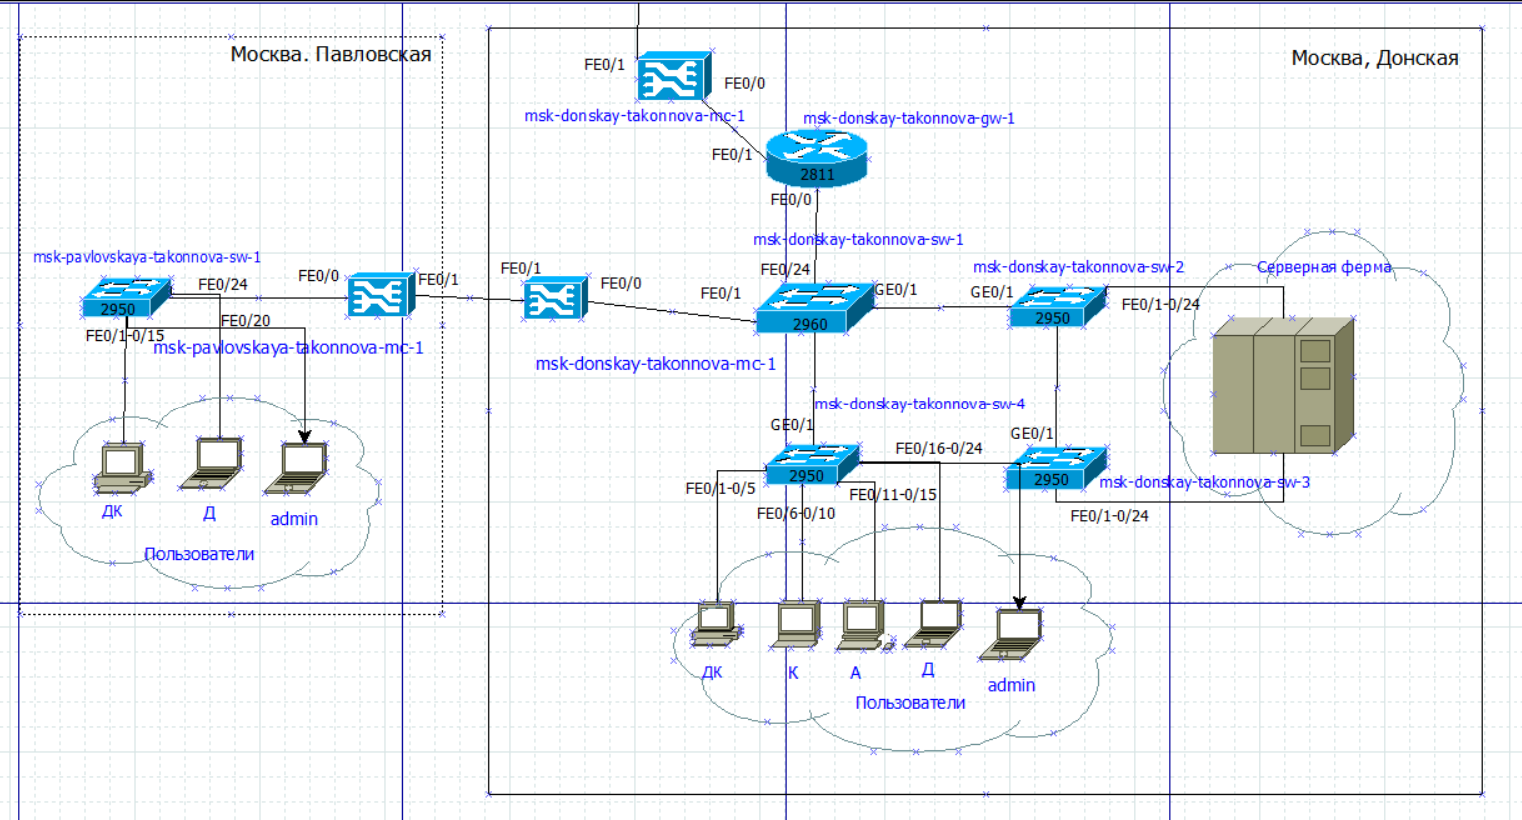 Москва. Павловская
Москва, Донская
FE0/1
FE0/0
msk-donskay-takonnova-mc-1
msk-donskay-takonnova-gw-1
FE0/1
2811
FE0/0
msk-donskay-takonnova-sw-1
msk-pavlovskaya-takonnova-sw-1
FE0/24
FE0/0
FE0/1
FE0/1
FE0/0
FE0/1
FE0/24
GE0/1
msk-donskay-takonnova-sw-2
GE0/1
FE0/1-0/24
Серверная ферма
2950
FE0/20
FE0/1-0/15
msk-pavlovskaya-takonnova-mc-1
2960
2950
msk-donskay-takonnova-mc-1
msk-donskay-takonnova-sw-4
GE0/1
FE0/16-0/24
GE0/1
2950
2950
msk-donskay-takonnova-sw-3
FE0/1-0/5
FE0/11-0/15
FE0/6-0/10
FE0/1-0/24
ДК
Д
admin
Пользователи
ДК
К
А
Д
admin
Пользователи